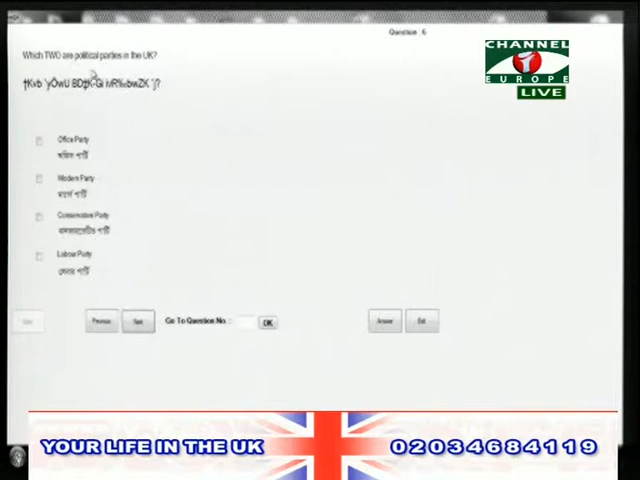 Question : 6
Which TWO are political parties in the UK?
CHANNEL
i
EUROPE
LIVE
Office Party
অফিস পার্টি
Modern Party
মডার্ন পার্টি
Conservative Party
কনজারভেটিভ পার্টি
Labour Party
লেবার পার্টি
Previous
Next
Go To Question No. :
OK
Answer
Exit
YOUR LIFE IN THE UK
02034684119